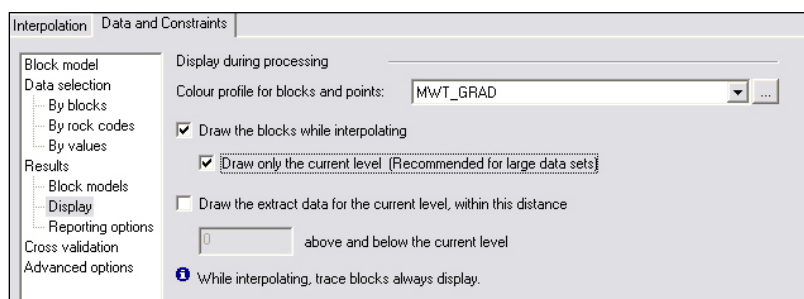 Interpolation Data and Constraints
Block model
Data selection
By blocks
By rock codes
By values
Results
Block models
Display
Reporting options
Cross validation
Advanced options
Display during processing
Colour profile for blocks and points: MWT_GRAD ...
Draw the blocks while interpolating
Draw only the current level (Recommended for large data sets)
Draw the extract data for the current level, within this distance
0 above and below the current level
While interpolating, trace blocks always display.